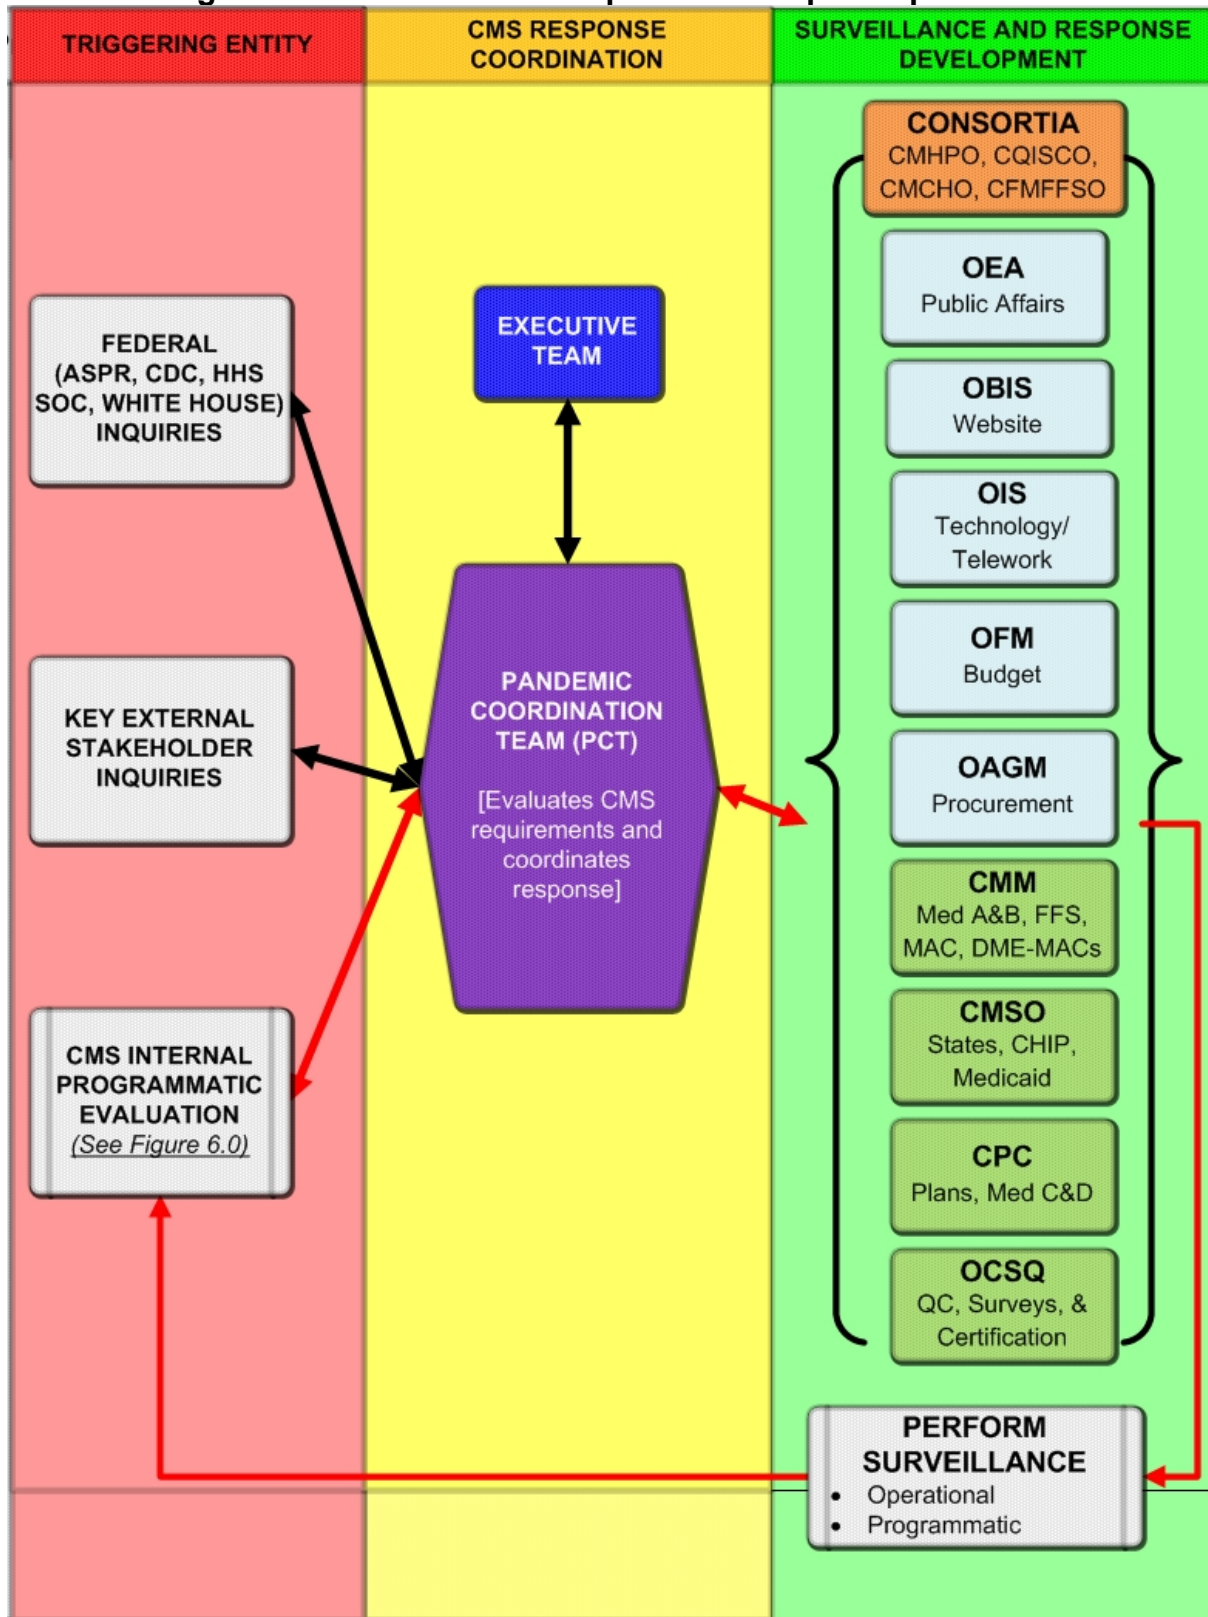 TRIGGERING ENTITY
CMS RESPONSE
COORDINATION
SURVEILLANCE AND RESPONSE
DEVELOPMENT
FEDERAL
(ASPR, CDC, HHS
SOC, WHITE HOUSE)
INQUIRIES
KEY EXTERNAL
STAKEHOLDER
INQUIRIES
CMS INTERNAL
PROGRAMMATIC
EVALUATION
(See Figure 6.0)
EXECUTIVE
TEAM
PANDEMIC
COORDINATION
TEAM (PCT)
[Evaluates CMS
requirements and
coordinates
response]
CONSORTIA
CMHPO, CQISCO,
CMCHO, CFMFFSO
OEA
Public Affairs
OBIS
Website
OIS
Technology/
Telework
OFM
Budget
OAGM
Procurement
CMM
Med A&B, FFS,
MAC, DME-MACs
CMSO
States, CHIP,
Medicaid
CPC
Plans, Med C&D
OCSQ
QC, Surveys, &
Certification
PERFORM
SURVEILLANCE
• Operational
• Programmatic